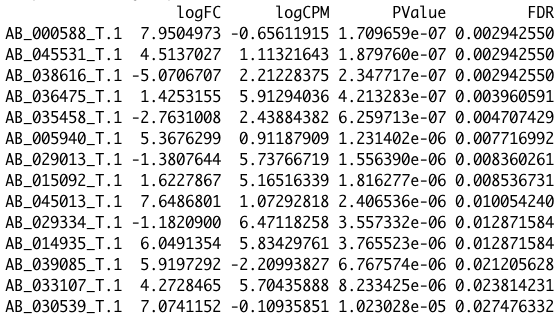 logFC logCPM PValue FDR
AB_000588_T.1 7.9504973 -0.65611915 1.709659e-07 0.002942550
AB_045531_T.1 4.5137027 1.11321643 1.879760e-07 0.002942550
AB_038616_T.1 -5.0706707 2.21228375 2.347717e-07 0.002942550
AB_036475_T.1 1.4253155 5.91294036 4.213283e-07 0.003960591
AB_035458_T.1 -2.7631008 2.43884382 6.259713e-07 0.004707429
AB_005940_T.1 5.3676299 0.91187909 1.231402e-06 0.007716992
AB_029013_T.1 -1.3807644 5.73766719 1.556390e-06 0.008360261
AB_015092_T.1 1.6227867 5.16516339 1.816277e-06 0.008536731
AB_045013_T.1 7.6486801 1.07292818 2.406536e-06 0.010054240
AB_029334_T.1 -1.1820900 6.47118258 3.557332e-06 0.012871584
AB_014935_T.1 6.0491354 5.83429761 3.765523e-06 0.012871584
AB_039085_T.1 5.9197292 -2.20993827 6.767574e-06 0.021205628
AB_033107_T.1 4.2728465 5.70435888 8.233425e-06 0.023814231
AB_030539_T.1 7.0741152 -0.10935851 1.023028e-05 0.027476332